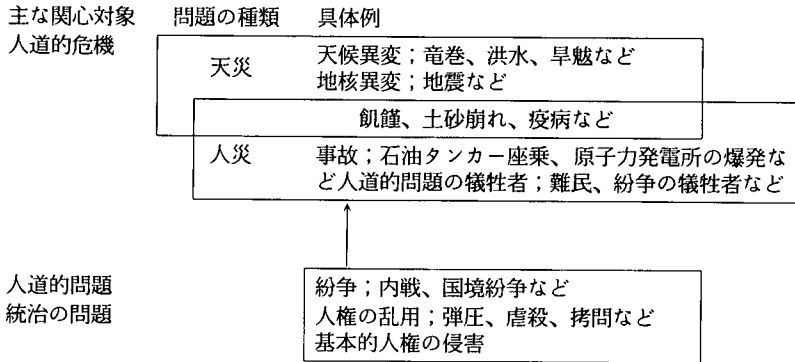 主な関心対象 問題の種類 具体例
人道的危機
天災 天候異変；竜巻、洪水、旱魃など
地核異変；地震など
飢饉、土砂崩れ、疫病など
人災 事故；石油タンカー座乗、原子力発電所の爆発な
ど人道的問題の犠牲者；難民、紛争の犠牲者など
人道的問題 紛争；内戦、国境紛争など
統治の問題 人権の乱用；弾圧、虐殺、拷問など
基本的人権の侵害